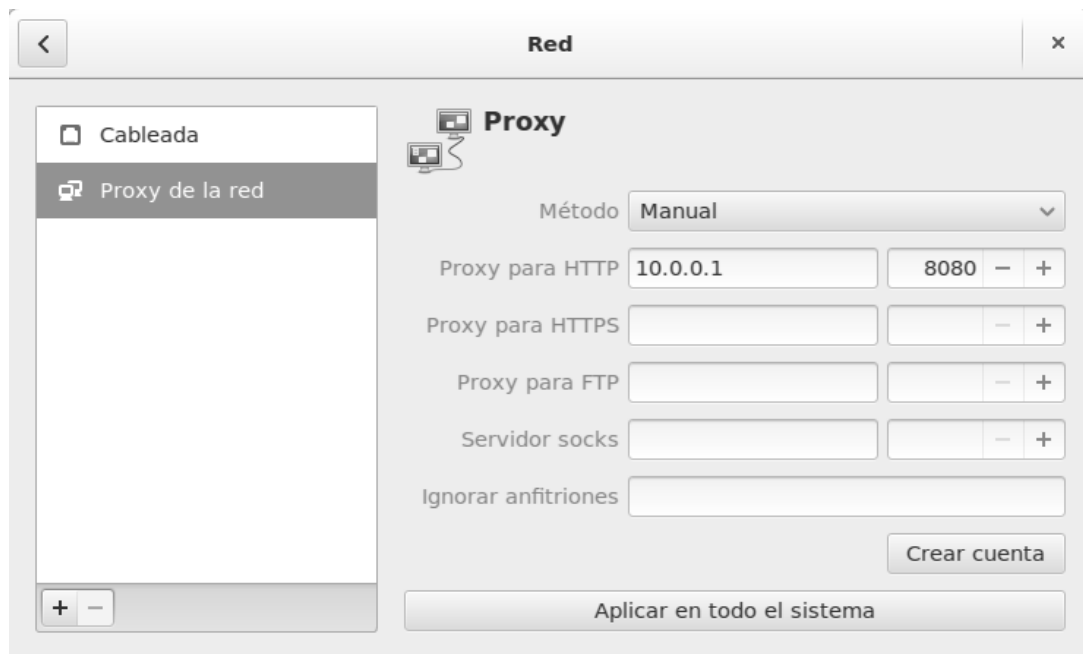 Red
Cableada
Proxy de la red
Proxy
Método Manual
Proxy para HTTP 10.0.0.1 8080 − +
Proxy para HTTPS − +
Proxy para FTP − +
Servidor socks − +
Ignorar anfitriones
Crear cuenta
+ −
Aplicar en todo el sistema